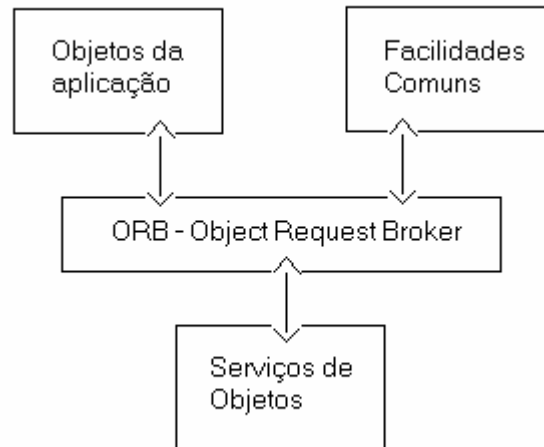 Objetos da
aplicação
Facilidades
Comuns
ORB - Object Request Broker
Serviços de
Objetos